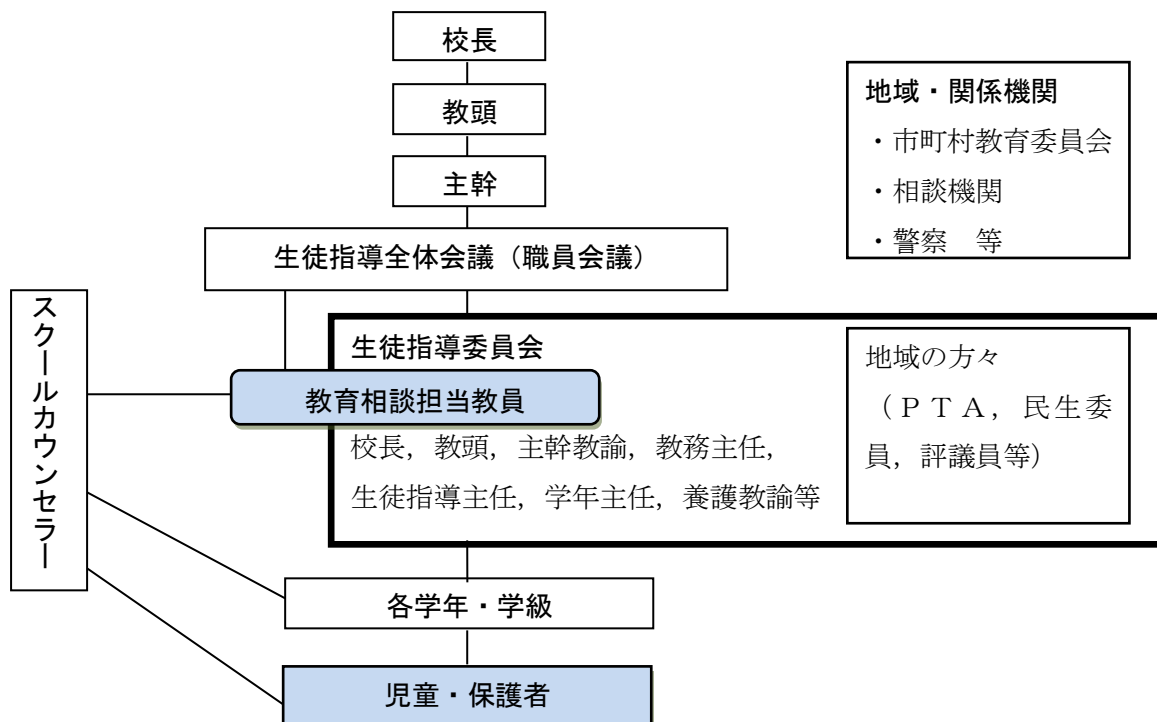 校長
教頭
主幹
生徒指導全体会議（職員会議）
地域・関係機関
・市町村教育委員会
・相談機関
・警察　等
スクールカウンセラー
生徒指導委員会
教育相談担当教員
校長，教頭，主幹教諭，教務主任，
生徒指導主任，学年主任，養護教諭等
地域の方々
（ＰＴＡ，民生委
員，評議員等）
各学年・学級
児童・保護者